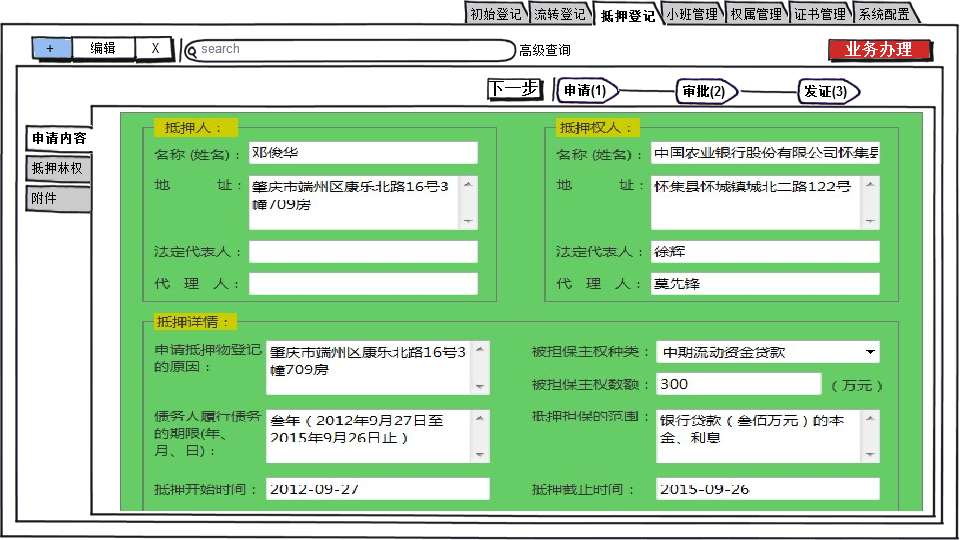 初始登记 流转登记 抵押登记 小班管理 权属管理 证书管理 系统配置
+ 编辑 X search 高级查询 业务办理
下一步 申请(1) 审批(2) 发证(3)
申请内容
抵押林权
附件
抵押人： 抵押权人：
名称 (姓名)： 邓俊华 名称 (姓名)： 中国农业银行股份有限公司怀集县
地 址： 肇庆市端州区康乐北路16号3 地 址： 怀集县怀城镇城北二路122号
幢709房
法定代表人： 法定代表人： 徐辉
代 理 人： 代 理 人： 莫先锋
抵押详情：
申请抵押物登记 肇庆市端州区康乐北路16号3 被担保主权种类： 中期流动资金贷款
的原因： 幢709房
被担保主权数额： 300 （万元）
债务人履行债务 叁年（2012年9月27日至 抵押担保的范围： 银行贷款（叁佰万元）的本
的期限(年、 2015年9月26日止） 金、利息
月、日)：
抵押开始时间： 2012-09-27 抵押截止时间： 2015-09-26